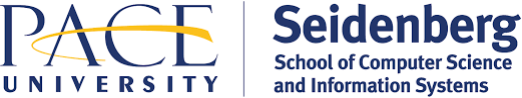 PACE
UNIVERSITY
Seidenberg
School of Computer Science
and Information Systems